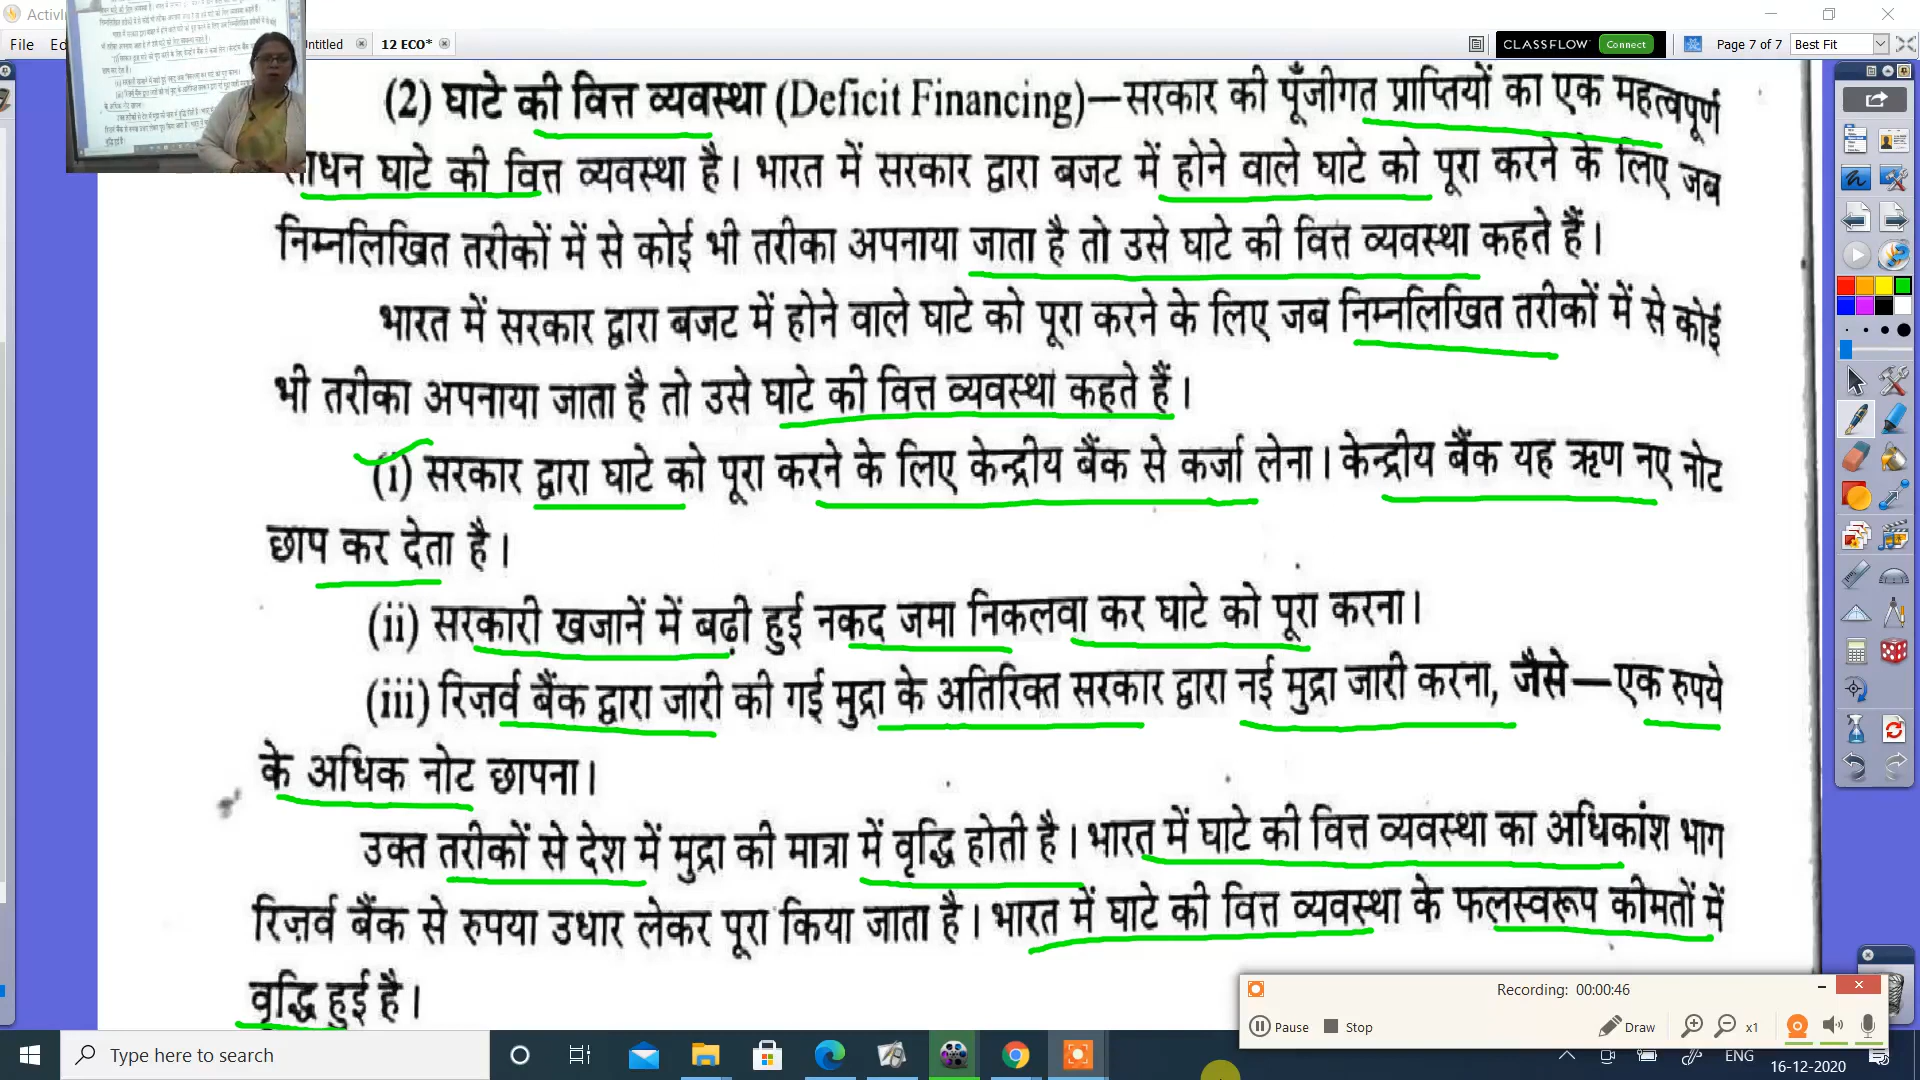 File
Untitled
12 ECO*
CLASSFLOW Connect
Page 7 of 7
Best Fit
(2) घाटे की वित्त व्यवस्था (Deficit Financing)—सरकार की पूँजीगत प्राप्तियों का एक महत्वपूर्ण
साधन घाटे की वित्त व्यवस्था है। भारत में सरकार द्वारा बजट में होने वाले घाटे को पूरा करने के लिए जब
निम्नलिखित तरीकों में से कोई भी तरीका अपनाया जाता है तो उसे घाटे की वित्त व्यवस्था कहते हैं।
भारत में सरकार द्वारा बजट में होने वाले घाटे को पूरा करने के लिए जब निम्नलिखित तरीकों में से कोई
भी तरीका अपनाया जाता है तो उसे घाटे की वित्त व्यवस्था कहते हैं।
(i) सरकार द्वारा घाटे को पूरा करने के लिए केन्द्रीय बैंक से कर्जा लेना। केन्द्रीय बैंक यह ऋण नए नोट
छाप कर देता है।
(ii) सरकारी खजानें में बढ़ी हुई नकद जमा निकलवा कर घाटे को पूरा करना।
(iii) रिज़र्व बैंक द्वारा जारी की गई मुद्रा के अतिरिक्त सरकार द्वारा नई मुद्रा जारी करना, जैसे—एक रुपये
के अधिक नोट छापना।
उक्त तरीकों से देश में मुद्रा की मात्रा में वृद्धि होती है। भारत में घाटे की वित्त व्यवस्था का अधिकांश भाग
रिज़र्व बैंक से रुपया उधार लेकर पूरा किया जाता है। भारत में घाटे की वित्त व्यवस्था के फलस्वरूप कीमतों में
वृद्धि हुई है।
Recording: 00:00:46
Pause Stop Draw x1
Type here to search
ENG
16-12-2020